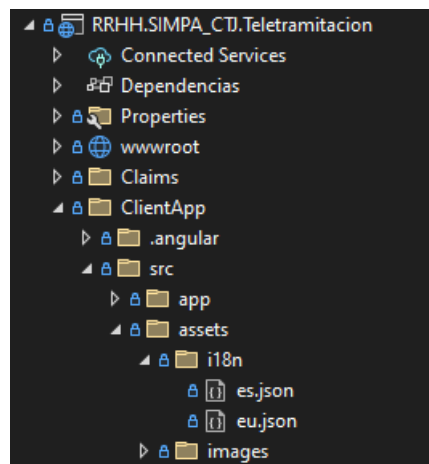 RRHH.SIMPA_CTJ.Teletramitacion
Connected Services
Dependencias
Properties
wwwroot
Claims
ClientApp
.angular
src
app
assets
i18n
es.json
eu.json
images